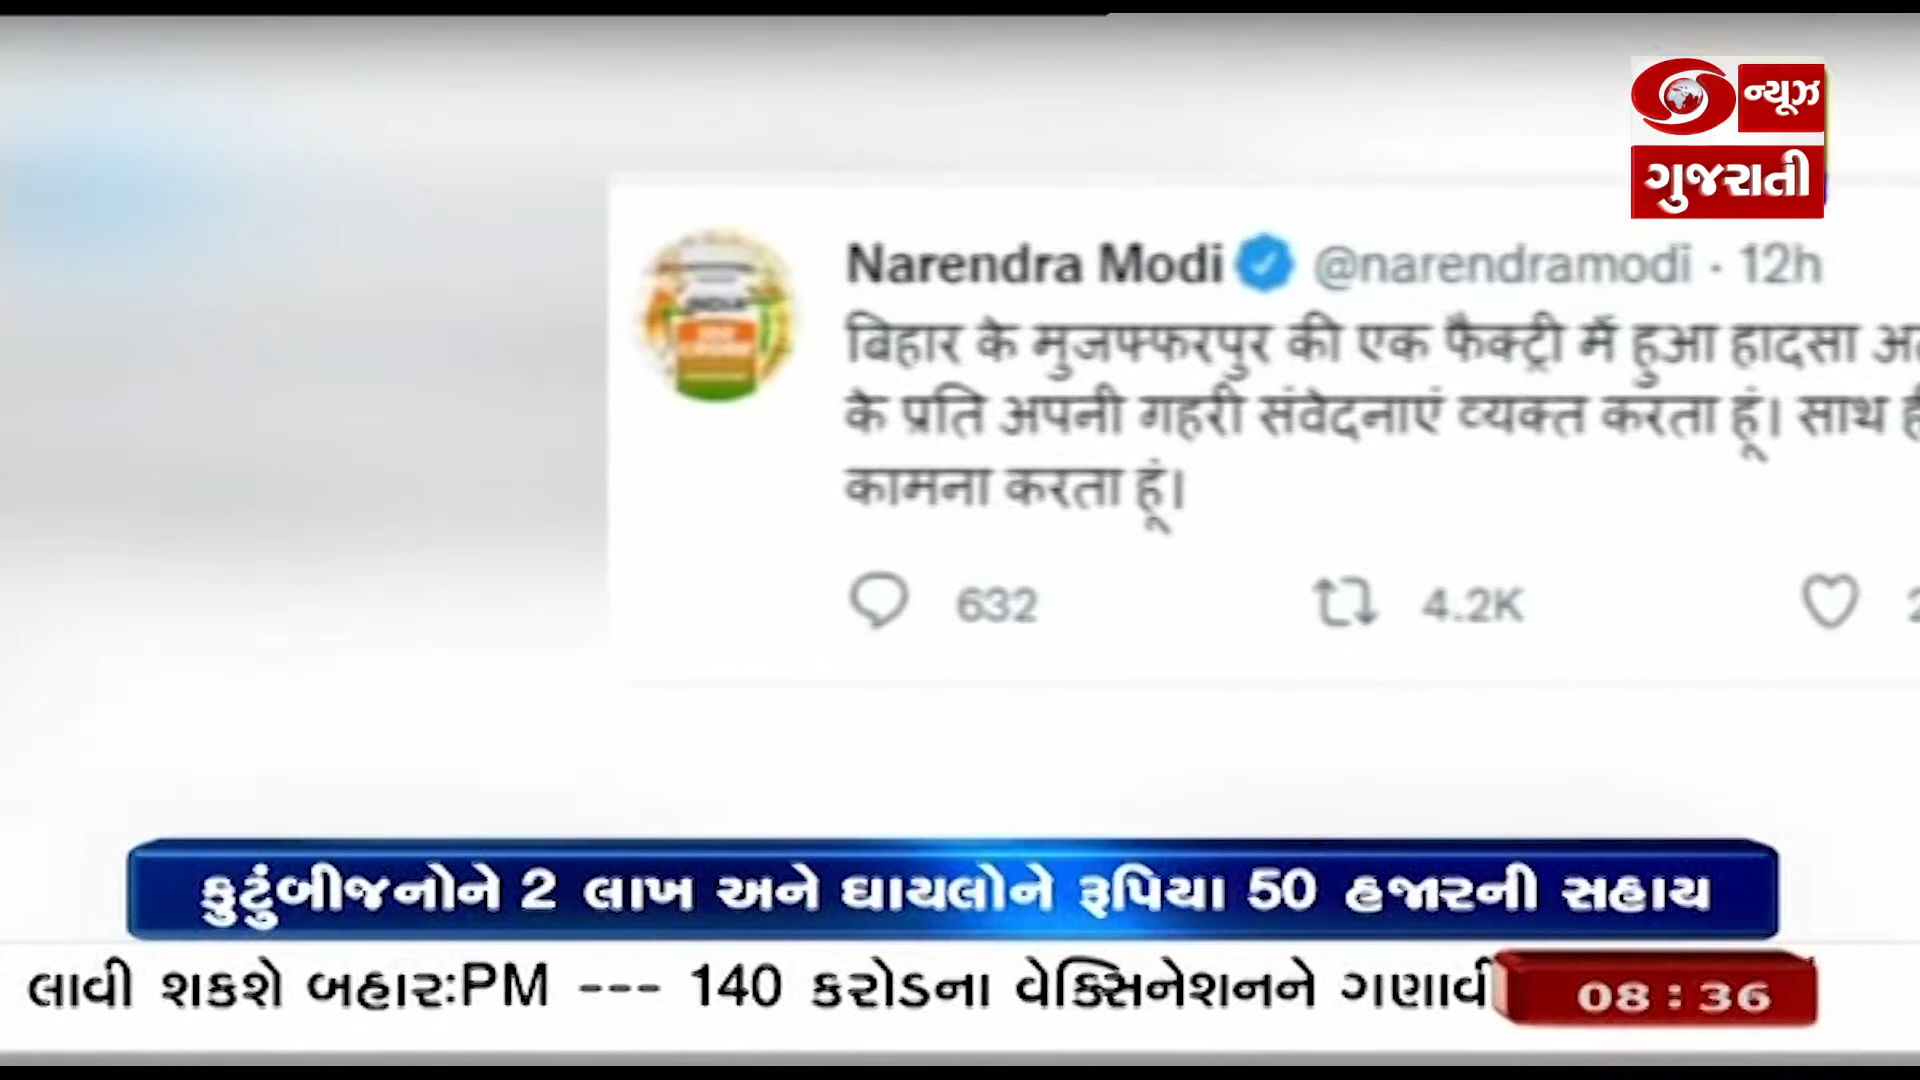 ન્યૂઝ
ગુજરાતી
Narendra Modi @narendramodi · 12h
बिहार के मुजफ्फरपुर की एक फैक्ट्री में हुआ हादसा
के प्रति अपनी गहरी संवेदनाएं व्यक्त करता हूं। साथ
कामना करता हूं।
632 4.2K
કુટુંબીજનોને 2 લાખ અને ઘાયલોને રૂપિયા 50 હજારની સહાય
લાવી શકશે બહાર:PM --- 140 કરોડના વેક્સિનેશનને ગણાવી
08 : 36